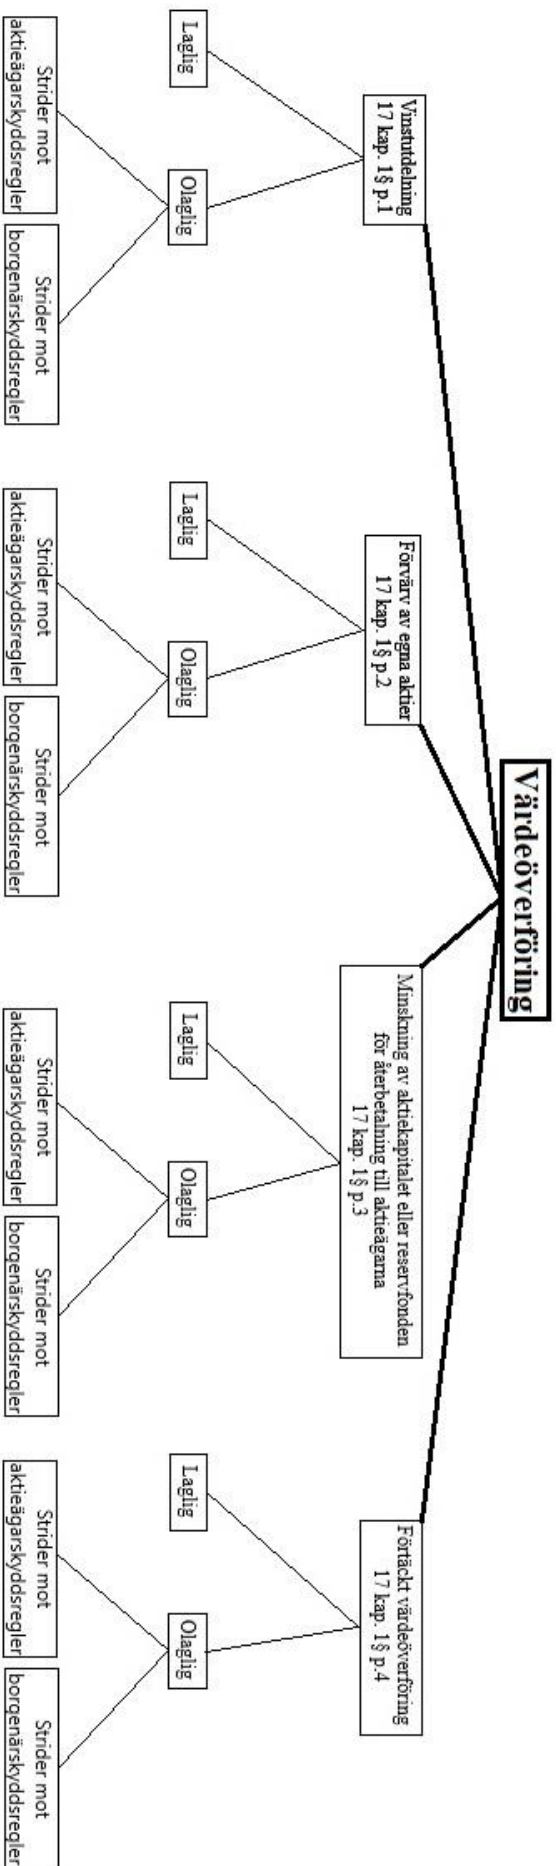 Värdeöverföring
Vinstutdelning
17 kap. 1§ p.1
Förvärv av egna aktier
17 kap. 1§ p.2
Minskning av aktiekapitalet eller reservfonden
för återbetalning till aktieägarna
17 kap. 1§ p.3
Förtäckt värdeöverföring
17 kap. 1§ p.4
Laglig
Olaglig
Laglig
Olaglig
Laglig
Olaglig
Laglig
Olaglig
Strider mot
aktieägarskyddsregler
Strider mot
borgenärskyddsregler
Strider mot
aktieägarskyddsregler
Strider mot
borgenärskyddsregler
Strider mot
aktieägarskyddsregler
Strider mot
borgenärskyddsregler
Strider mot
aktieägarskyddsregler
Strider mot
borgenärskyddsregler